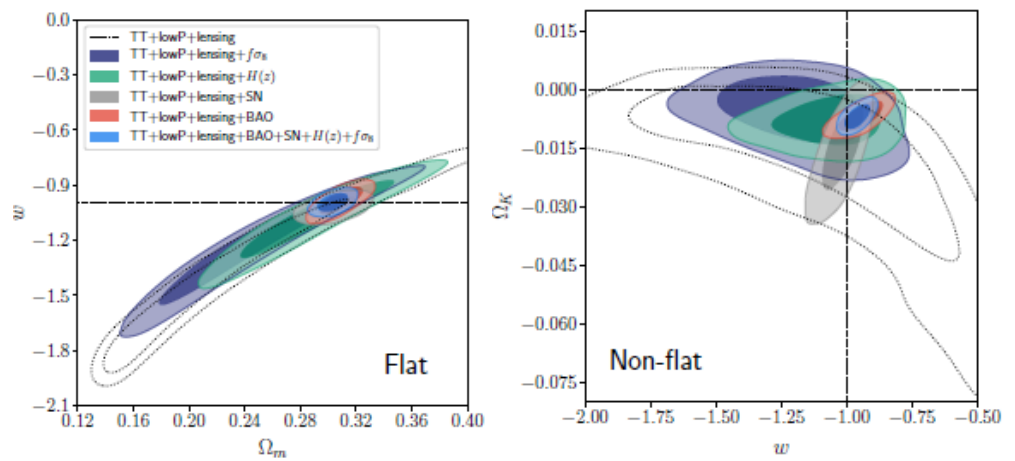 0.0
−0.3
−0.6
−0.9
−1.2
−1.5
−1.8
−2.1
w
TT+lowP+lensing
TT+lowP+lensing+fσ₈
TT+lowP+lensing+H(z)
TT+lowP+lensing+SN
TT+lowP+lensing+BAO
TT+lowP+lensing+BAO+SN+H(z)+fσ₈
Flat
0.12 0.16 0.20 0.24 0.28 0.32 0.36 0.40
Ωₘ
0.015
0.000
−0.015
−0.030
−0.045
−0.060
−0.075
Ω_K
Non-flat
−2.00 −1.75 −1.50 −1.25 −1.00 −0.75 −0.50
w